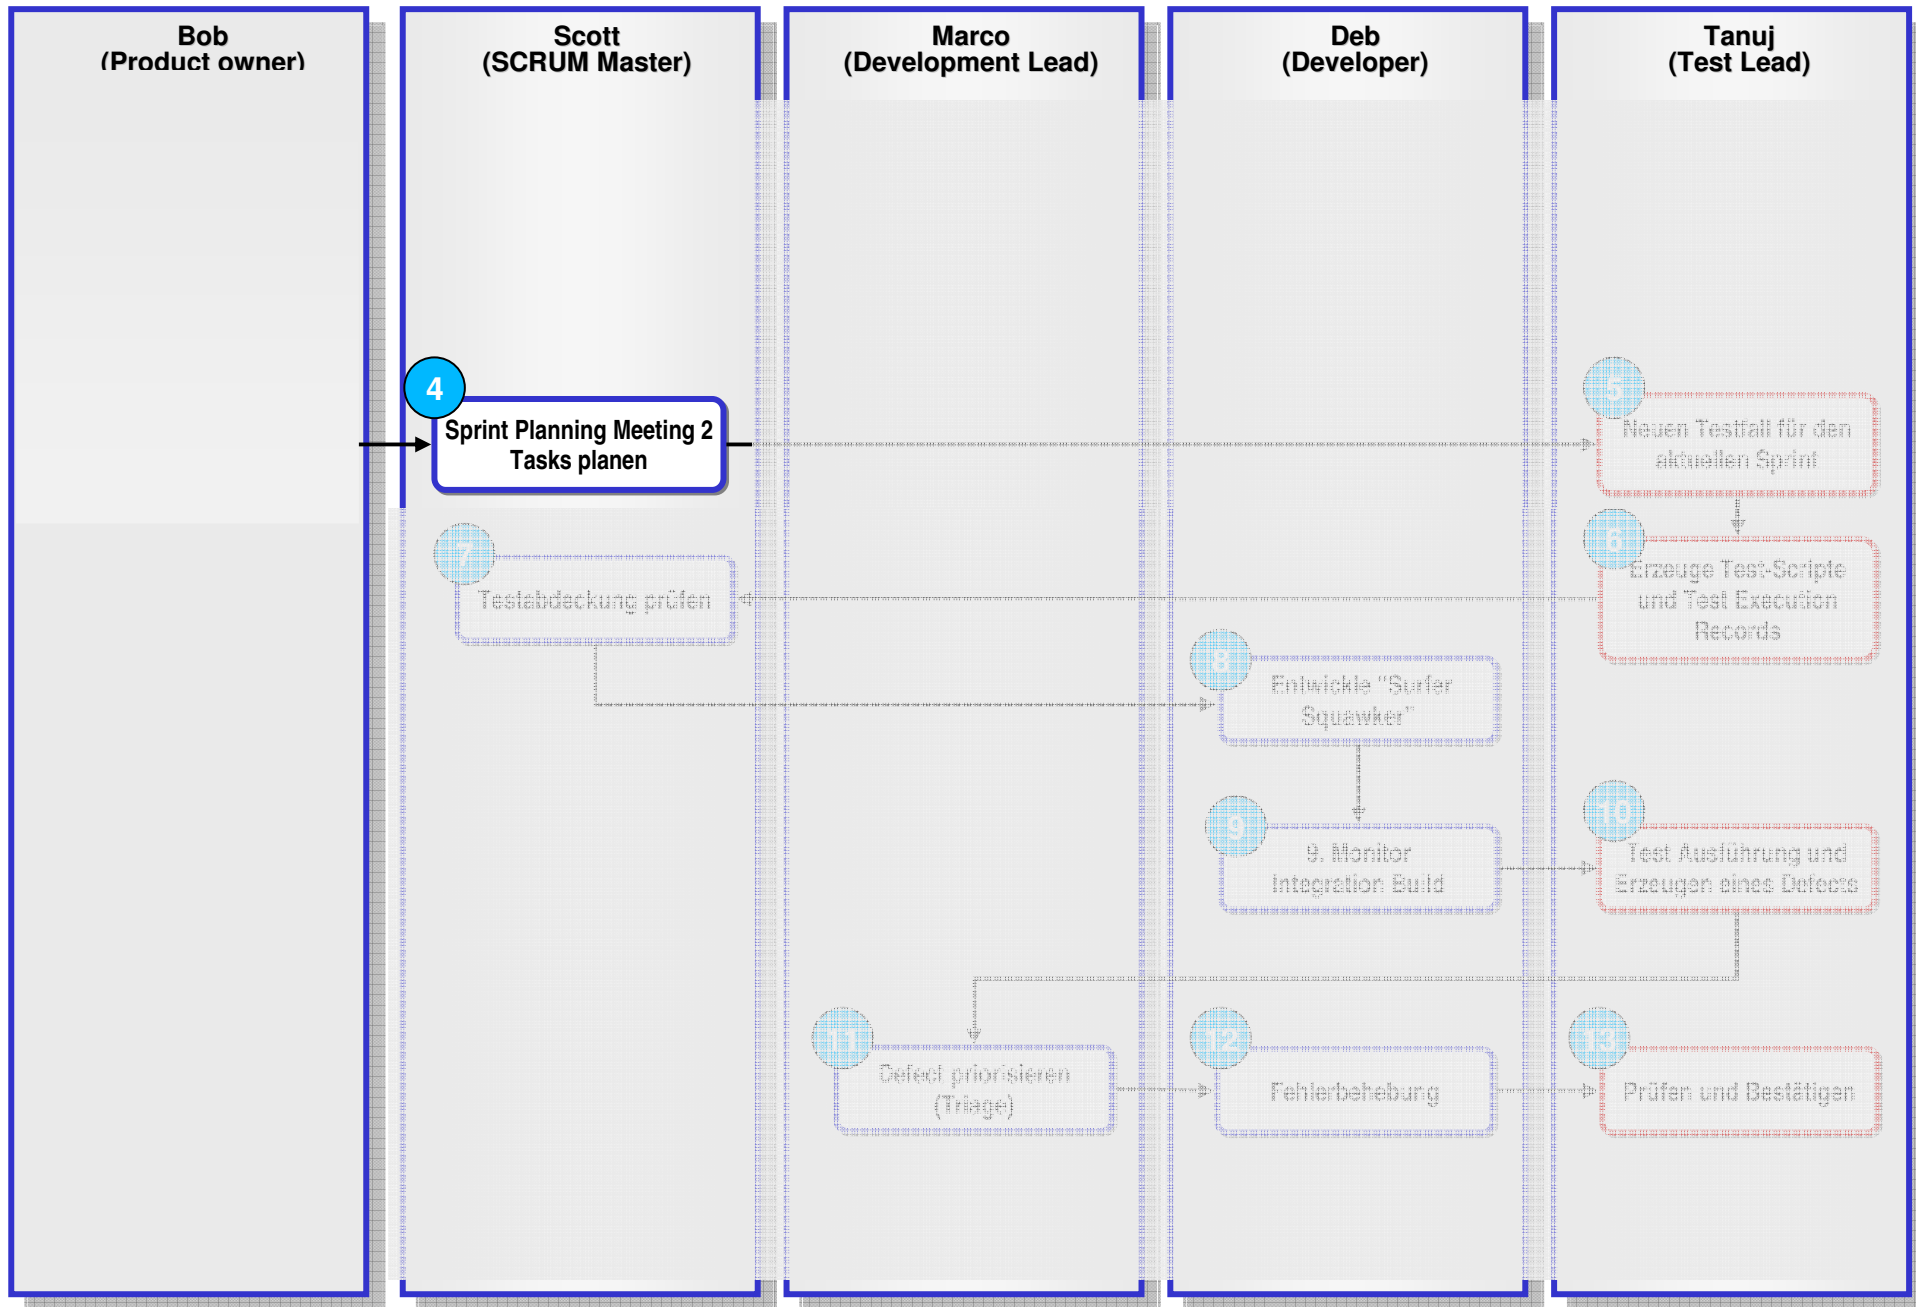 Bob
(Product owner)
Scott
(SCRUM Master)
Marco
(Development Lead)
Deb
(Developer)
Tanuj
(Test Lead)
4
Sprint Planning Meeting 2
Tasks planen
5
Neuen Testfall für den
aktuellen Sprint
6
Erzeuge Test-Scripte
und Test Execution
Records
7
Testabdeckung prüfen
8
Entwickle "Surfer
Squawker"
9
9. Monitor
Integration Build
10
Test Ausführung und
Erzeugen eines Defects
11
Defect priorisieren
(Triage)
12
Fehlerbehebung
13
Prüfen und Bestätigen